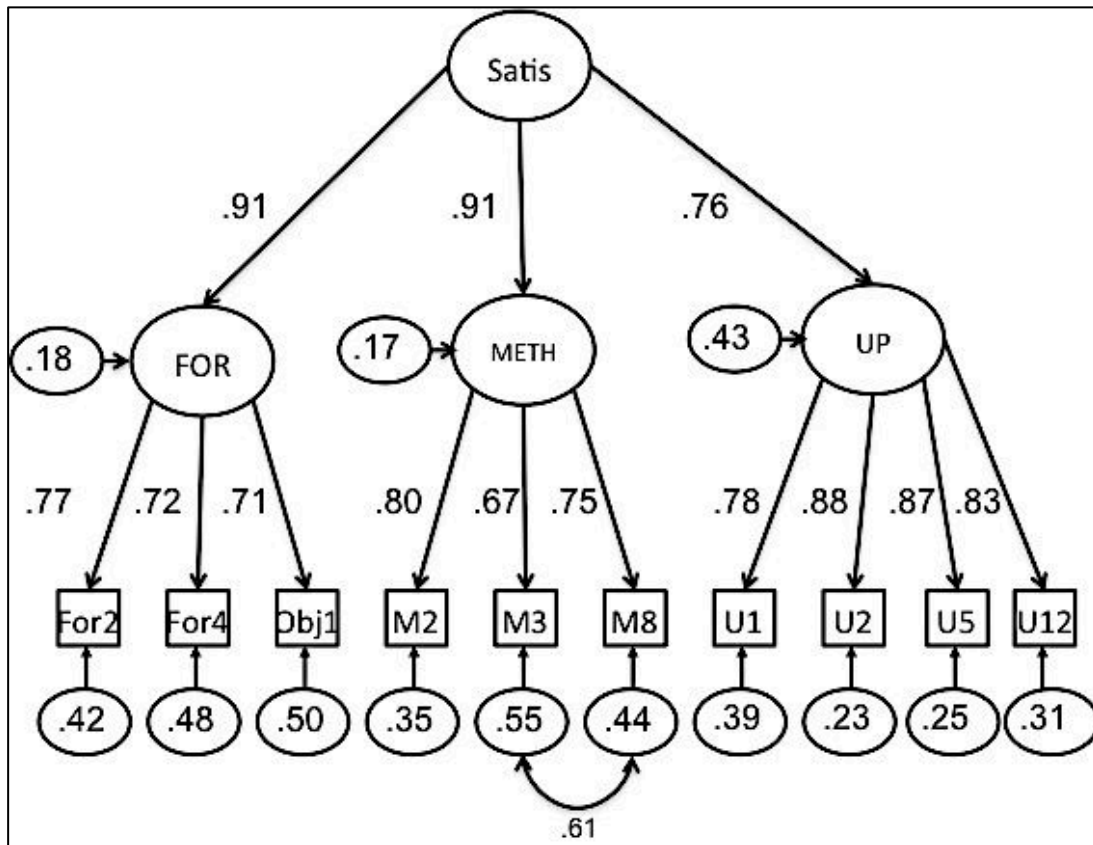 Satis
.91 .91 .76
.18 FOR .17 METH .43 UP
.77 .72 .71 .80 .67 .75 .78 .88 .87 .83
For2 For4 Obj1 M2 M3 M8 U1 U2 U5 U12
.42 .48 .50 .35 .55 .44 .39 .23 .25 .31
.61